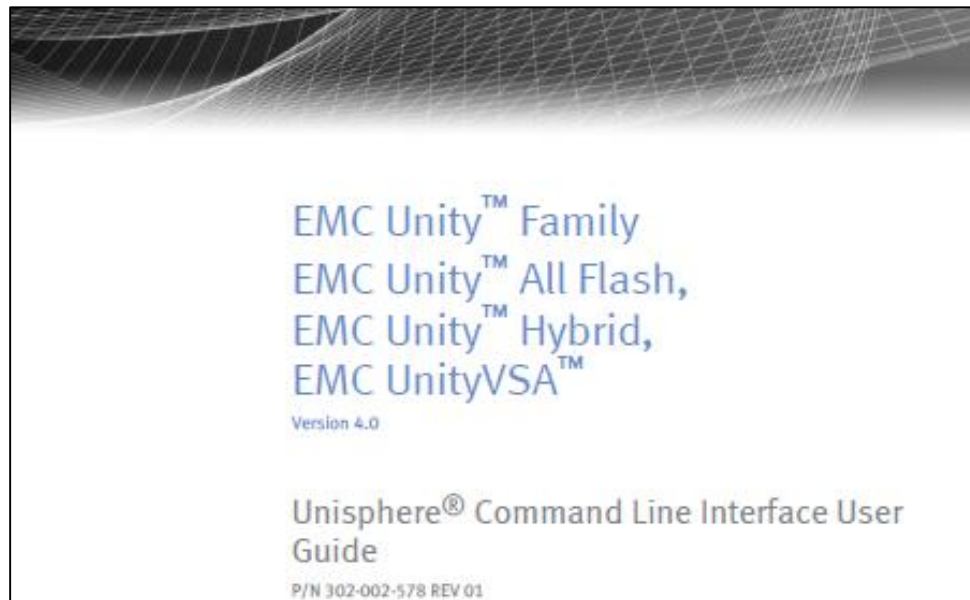 EMC Unity™ Family
EMC Unity™ All Flash,
EMC Unity™ Hybrid,
EMC UnityVSA™
Version 4.0
Unisphere® Command Line Interface User
Guide
P/N 302-002-578 REV 01